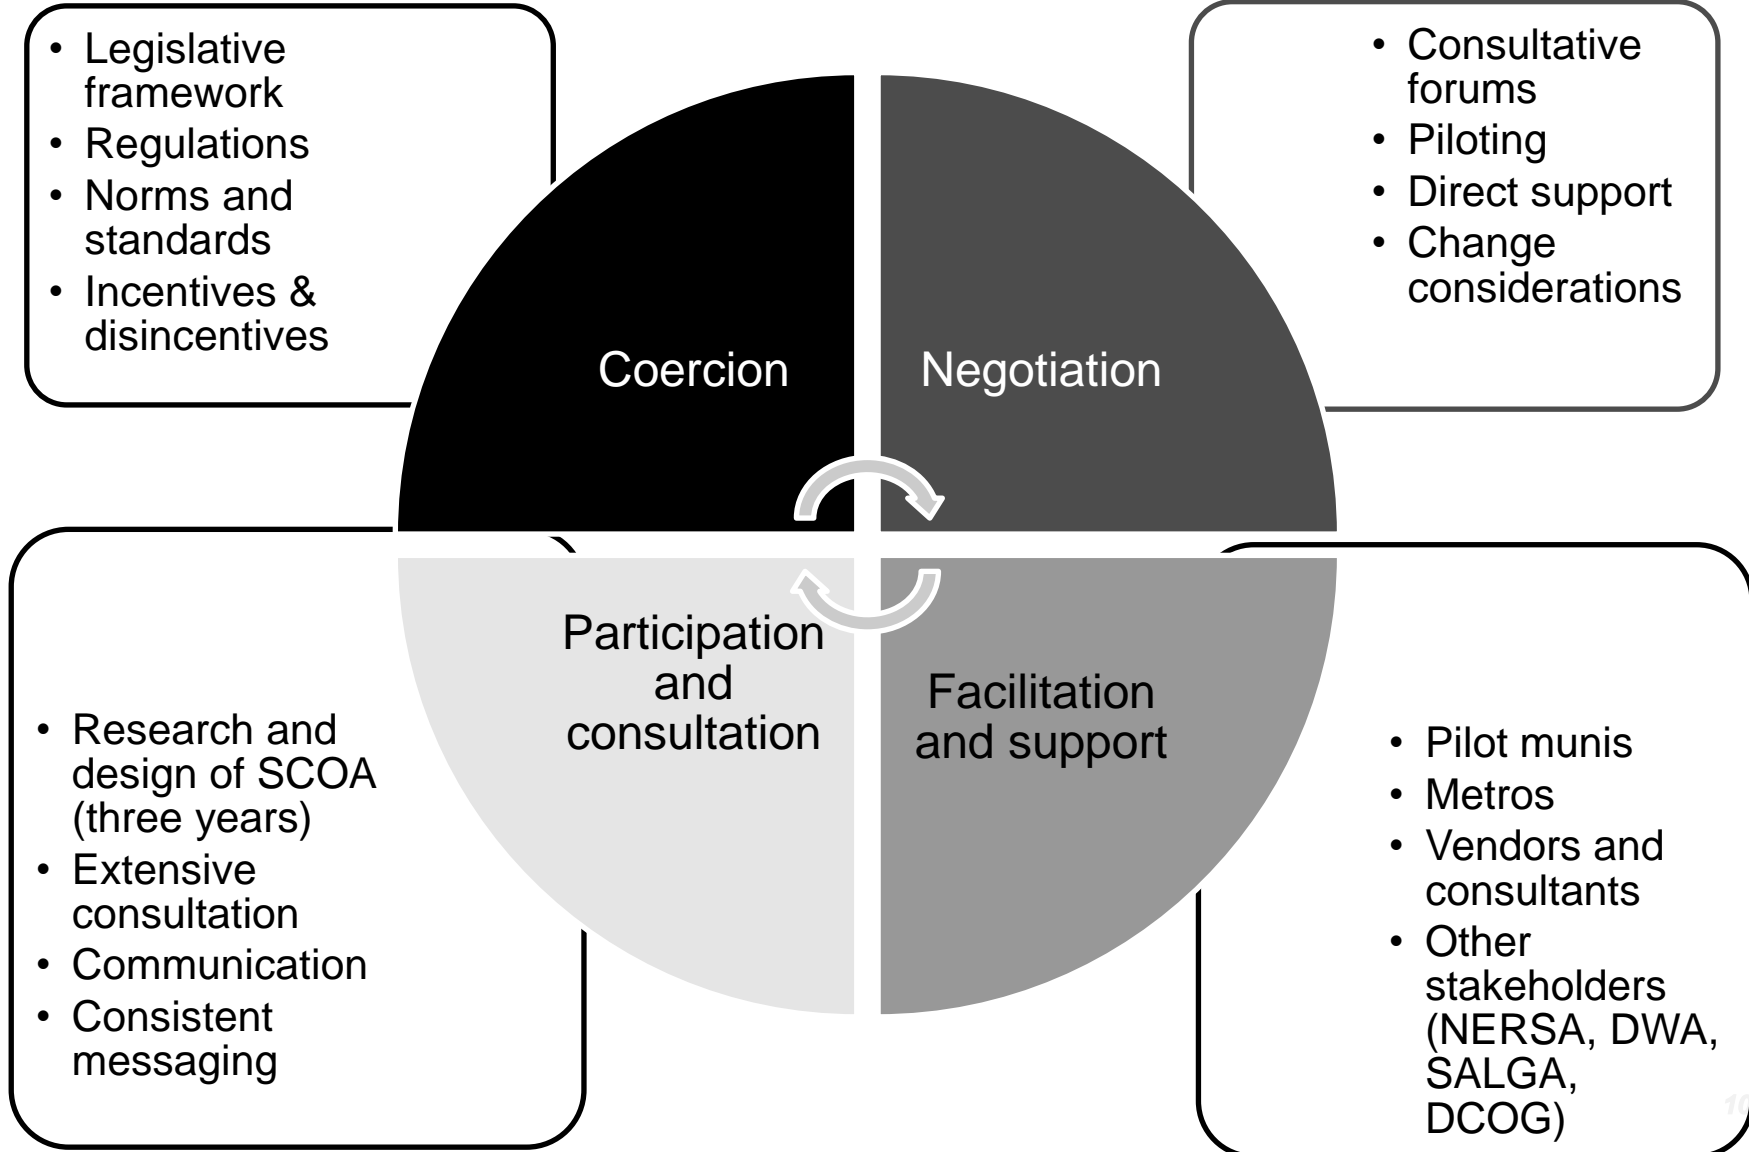 • Legislative
framework
• Regulations
• Norms and
standards
• Incentives &
disincentives
• Consultative
forums
• Piloting
• Direct support
• Change
considerations
Coercion
Negotiation
Participation
and
consultation
Facilitation
and support
• Research and
design of SCOA
(three years)
• Extensive
consultation
• Communication
• Consistent
messaging
• Pilot munis
• Metros
• Vendors and
consultants
• Other
stakeholders
(NERSA, DWA,
SALGA,
DCOG)
10